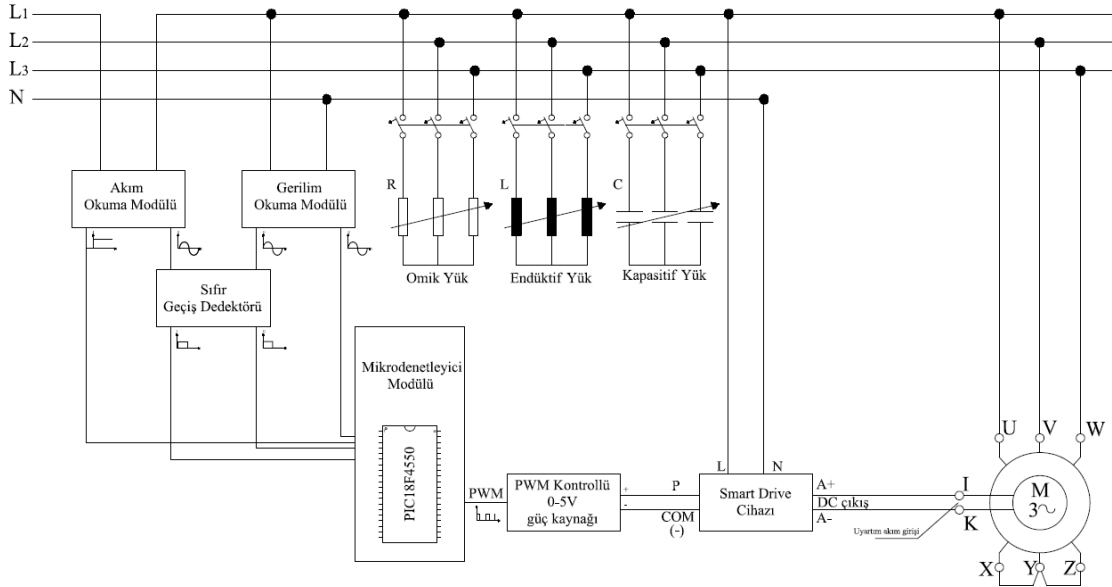 L1
L2
L3
N
Akım
Okuma Modülü
Gerilim
Okuma Modülü
R
L
C
Omik Yük
Endüktif Yük
Kapasitif Yük
Sıfır
Geçiş Dedektörü
Mikrodenetleyici
Modülü
PIC18F4550
PWM
PWM Kontrollü
0-5V
güç kaynağı
+
-
P
COM
(-)
L
N
Smart Drive
Cihazı
A+
DC çıkış
A-
Uyartım akım girişi
I
K
U
V
W
M
3~
X
Y
Z